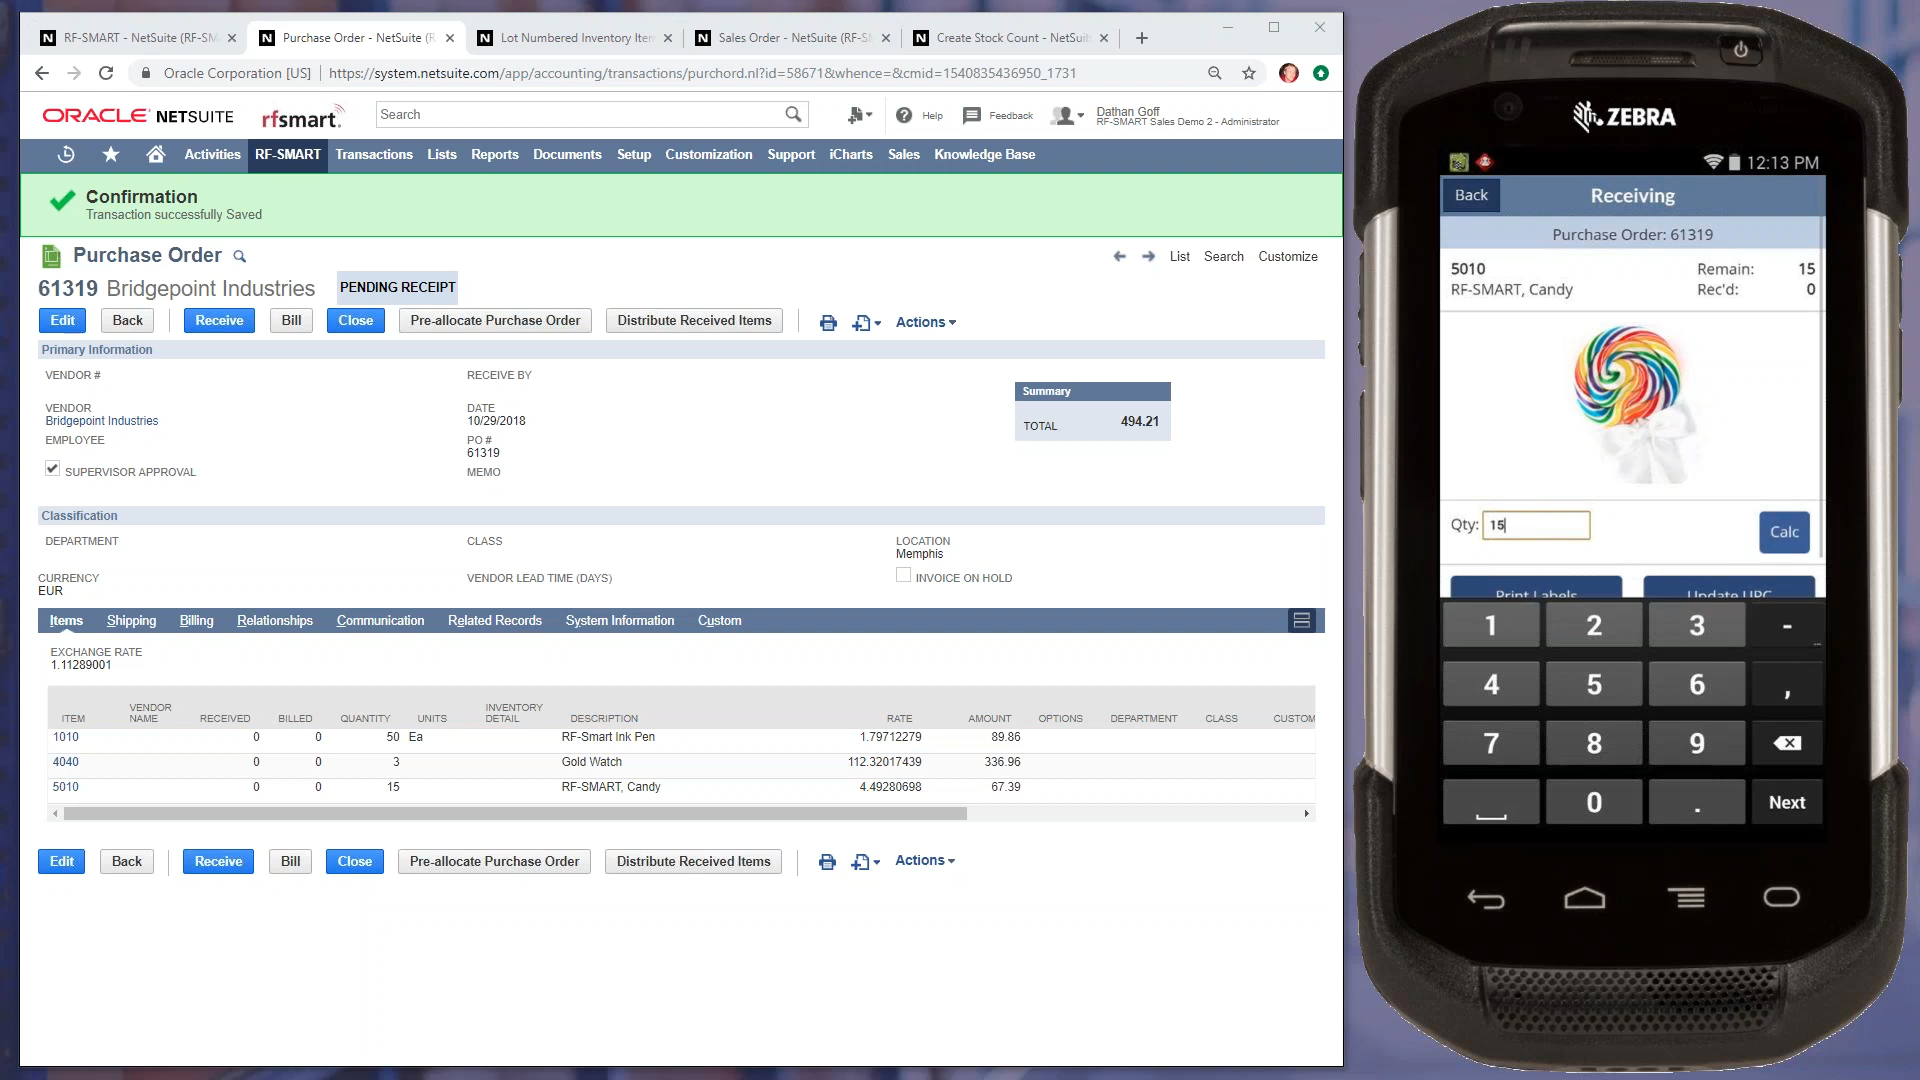 RF-SMART - NetSuite (RF-SM
Purchase Order - NetSuite (R
Lot Numbered Inventory Iten
Sales Order - NetSuite (RF-S
Create Stock Count - NetSuit
Oracle Corporation [US] | https://system.netsuite.com/app/accounting/transactions/purchord.nl?id=58671&whence=&cmid=1540835436950_1731
ORACLE NETSUITE rfsmart. Search Help Feedback Dathan Goff
RF-SMART Sales Demo 2 - Administrator
Activities RF-SMART Transactions Lists Reports Documents Setup Customization Support iCharts Sales Knowledge Base
Confirmation
Transaction successfully Saved
Purchase Order List Search Customize
61319 Bridgepoint Industries PENDING RECEIPT
Edit Back Receive Bill Close Pre-allocate Purchase Order Distribute Received Items Actions
Primary Information
VENDOR #
VENDOR
Bridgepoint Industries
EMPLOYEE
SUPERVISOR APPROVAL
RECEIVE BY
DATE
10/29/2018
PO #
61319
MEMO
Summary
TOTAL 494.21
Classification
DEPARTMENT
CURRENCY
EUR
CLASS
VENDOR LEAD TIME (DAYS)
LOCATION
Memphis
INVOICE ON HOLD
Items Shipping Billing Relationships Communication Related Records System Information Custom
EXCHANGE RATE
1.11289001
ITEM VENDOR NAME RECEIVED BILLED QUANTITY UNITS INVENTORY DETAIL DESCRIPTION RATE AMOUNT OPTIONS DEPARTMENT CLASS CUSTOM
1010 0 0 50 Ea RF-Smart Ink Pen 1.79712279 89.86
4040 0 0 3 Gold Watch 112.32017439 336.96
5010 0 0 15 RF-SMART, Candy 4.49280698 67.39
Edit Back Receive Bill Close Pre-allocate Purchase Order Distribute Received Items Actions
ZEBRA
12:13 PM
Back Receiving
Purchase Order: 61319
5010 Remain: 15
RF-SMART, Candy Rec'd: 0
Qty: 15 Calc
Print Labels Update UPC
1 2 3 -
4 5 6 ,
7 8 9
0 . Next